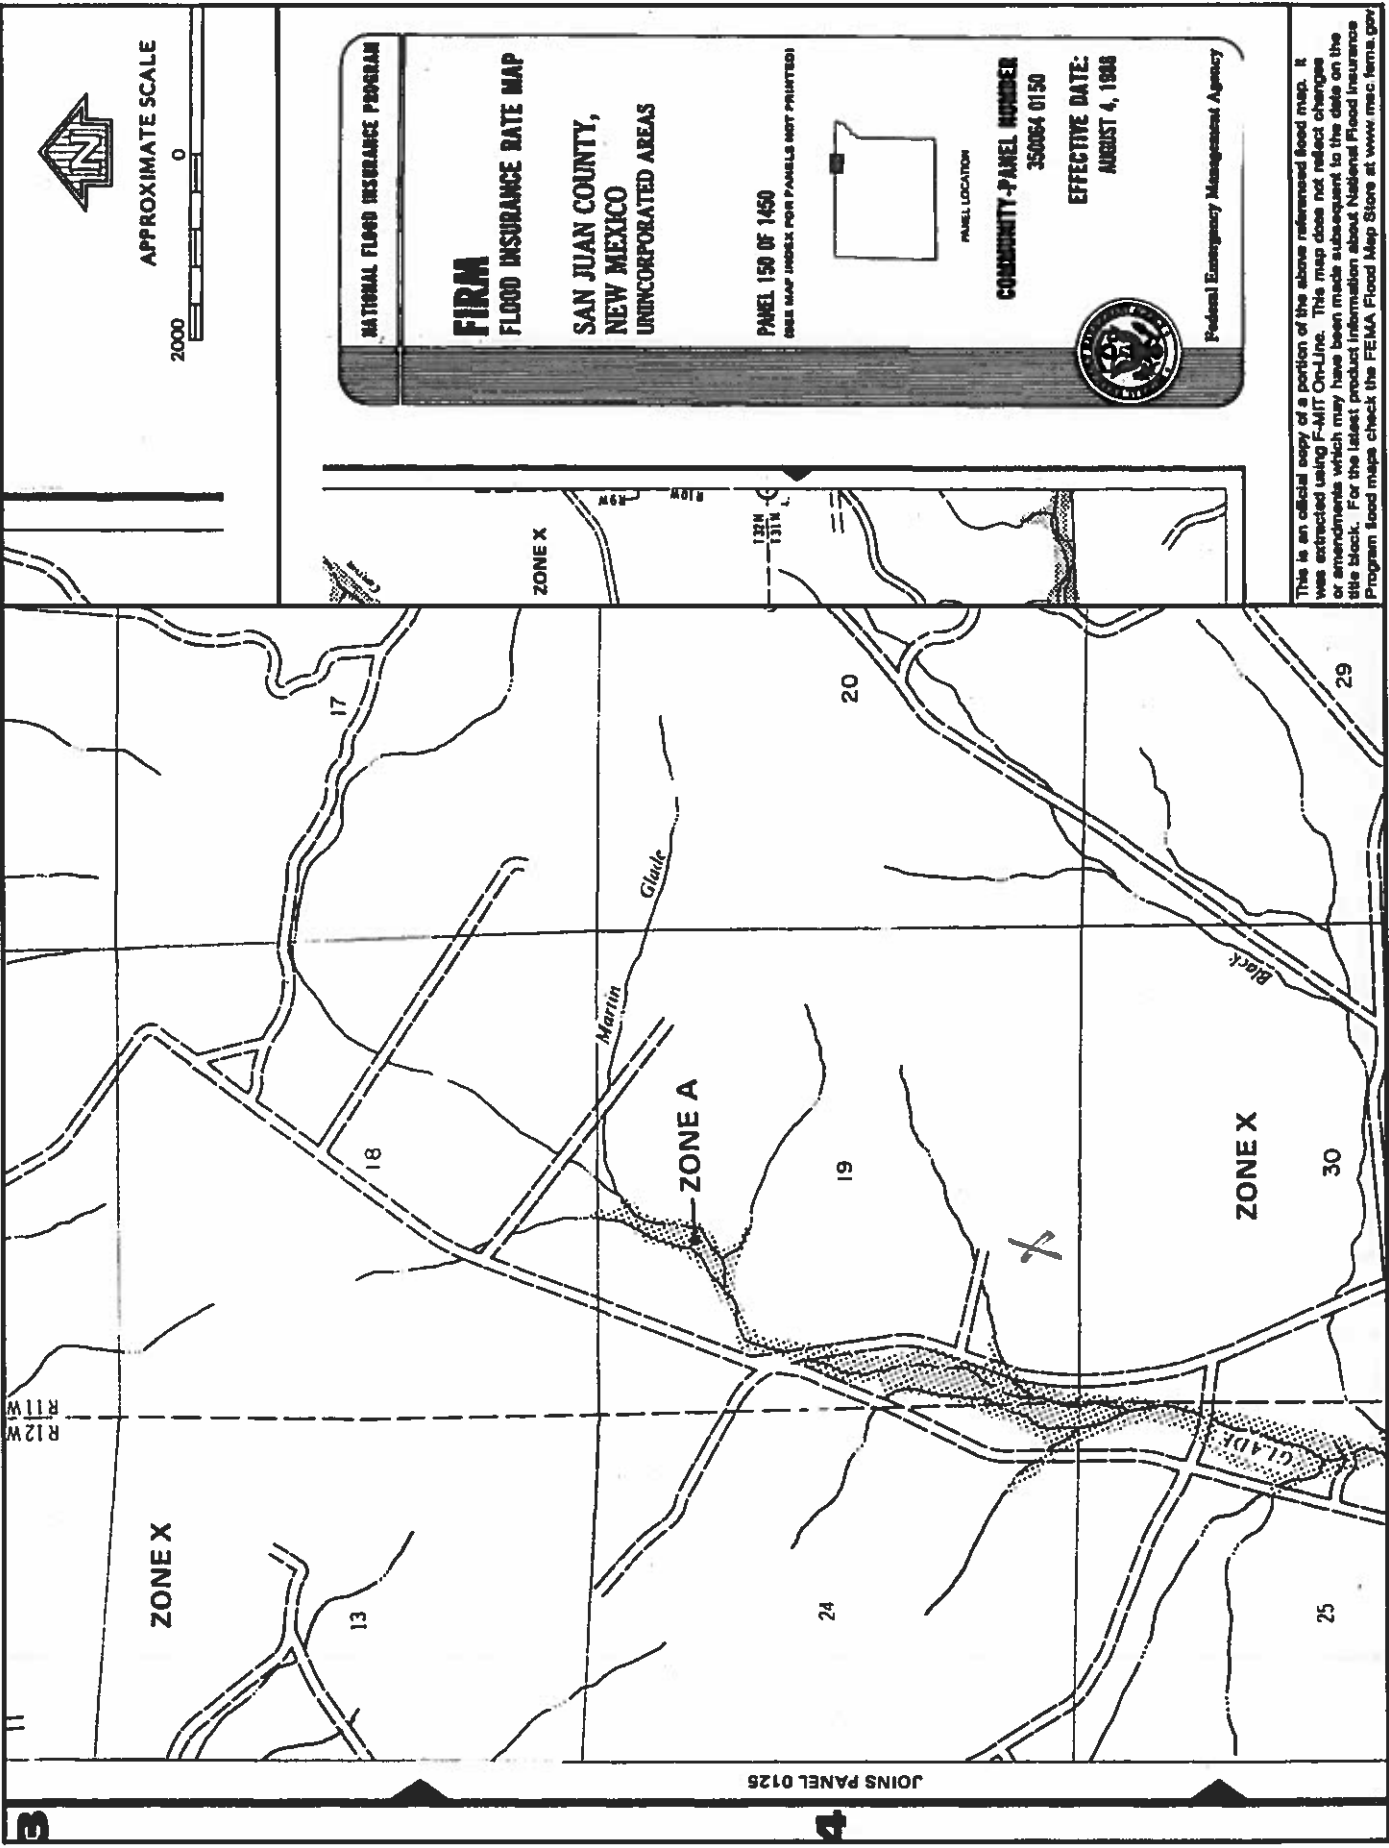 APPROXIMATE SCALE
2000 0
NATIONAL FLOOD INSURANCE PROGRAM
FIRM
FLOOD INSURANCE RATE MAP
SAN JUAN COUNTY,
NEW MEXICO
UNINCORPORATED AREAS
PANEL 150 OF 1450
(SEE MAP INDEX FOR PANELS NOT PRINTED)
PANEL LOCATION
COMMUNITY-PANEL NUMBER
350064 0150
EFFECTIVE DATE:
AUGUST 4, 1988
Federal Emergency Management Agency
This is an official copy of a portion of the above referenced flood map. It
was extracted using F-MIT On-Line. This map does not reflect changes
or amendments which may have been made subsequent to the date on the
title block. For the latest product information about National Flood Insurance
Program flood maps check the FEMA Flood Map Store at www.msc.fema.gov
N
ZONE X
R9W
R10W
T32N
T31N
17
20
29
Martin Glade
Black
18
ZONE A
19
ZONE X
30
R11W
R12W
GLADE
ZONE X
13
24
25
JOINS PANEL 0125
3
4